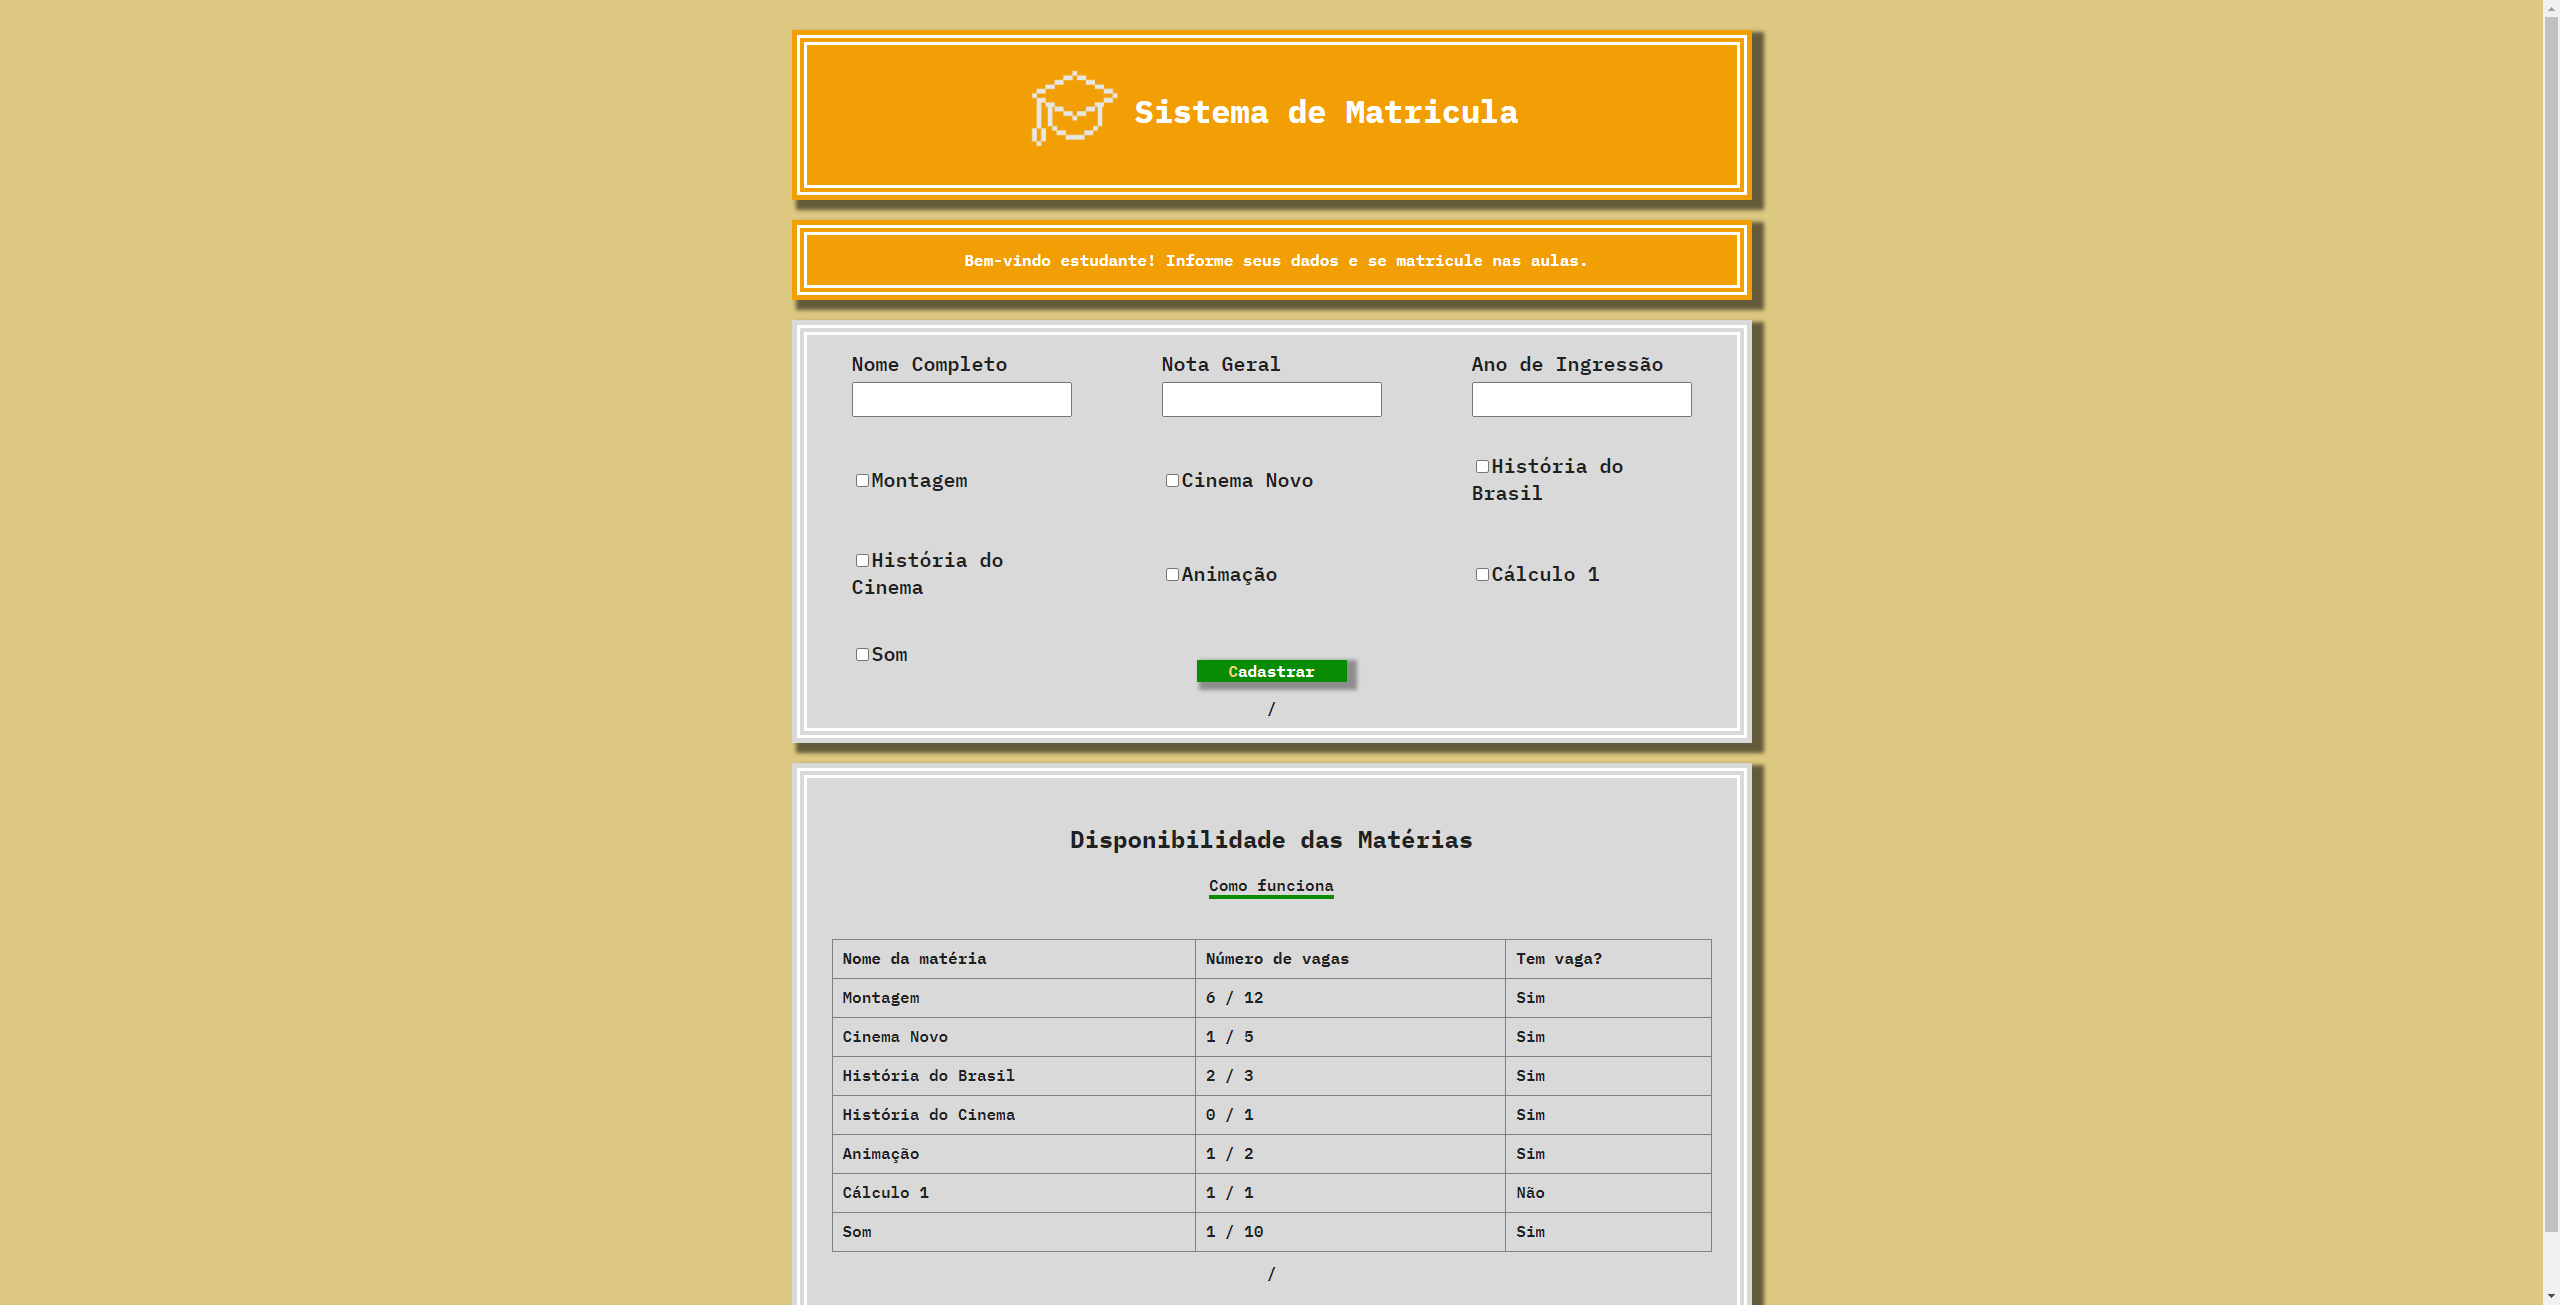 Sistema de Matricula
Bem-vindo estudante! Informe seus dados e se matricule nas aulas.
Nome Completo Nota Geral Ano de Ingressão
Montagem Cinema Novo História do
Brasil
História do
Cinema Animação Cálculo 1
Som
Cadastrar
/
Disponibilidade das Matérias
Como funciona
Nome da matéria Número de vagas Tem vaga?
Montagem 6 / 12 Sim
Cinema Novo 1 / 5 Sim
História do Brasil 2 / 3 Sim
História do Cinema 0 / 1 Sim
Animação 1 / 2 Sim
Cálculo 1 1 / 1 Não
Som 1 / 10 Sim
/